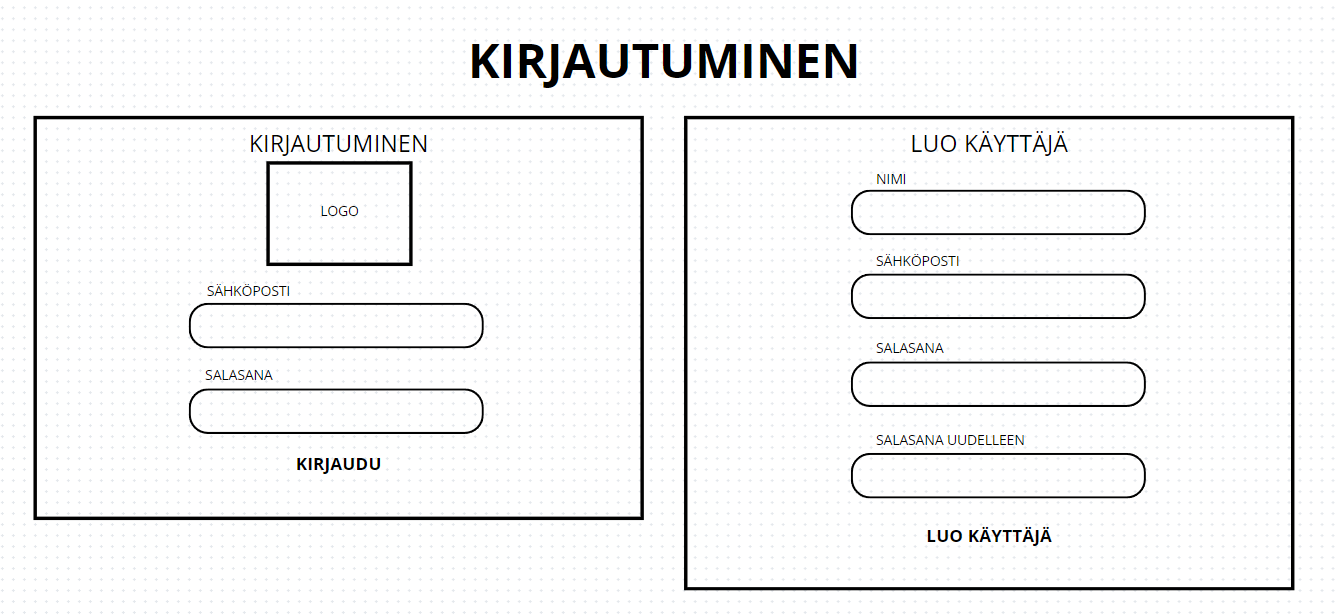 KIRJAUTUMINEN
KIRJAUTUMINEN
LOGO
SÄHKÖPOSTI
SALASANA
KIRJAUDU
LUO KÄYTTÄJÄ
NIMI
SÄHKÖPOSTI
SALASANA
SALASANA UUDELLEEN
LUO KÄYTTÄJÄ